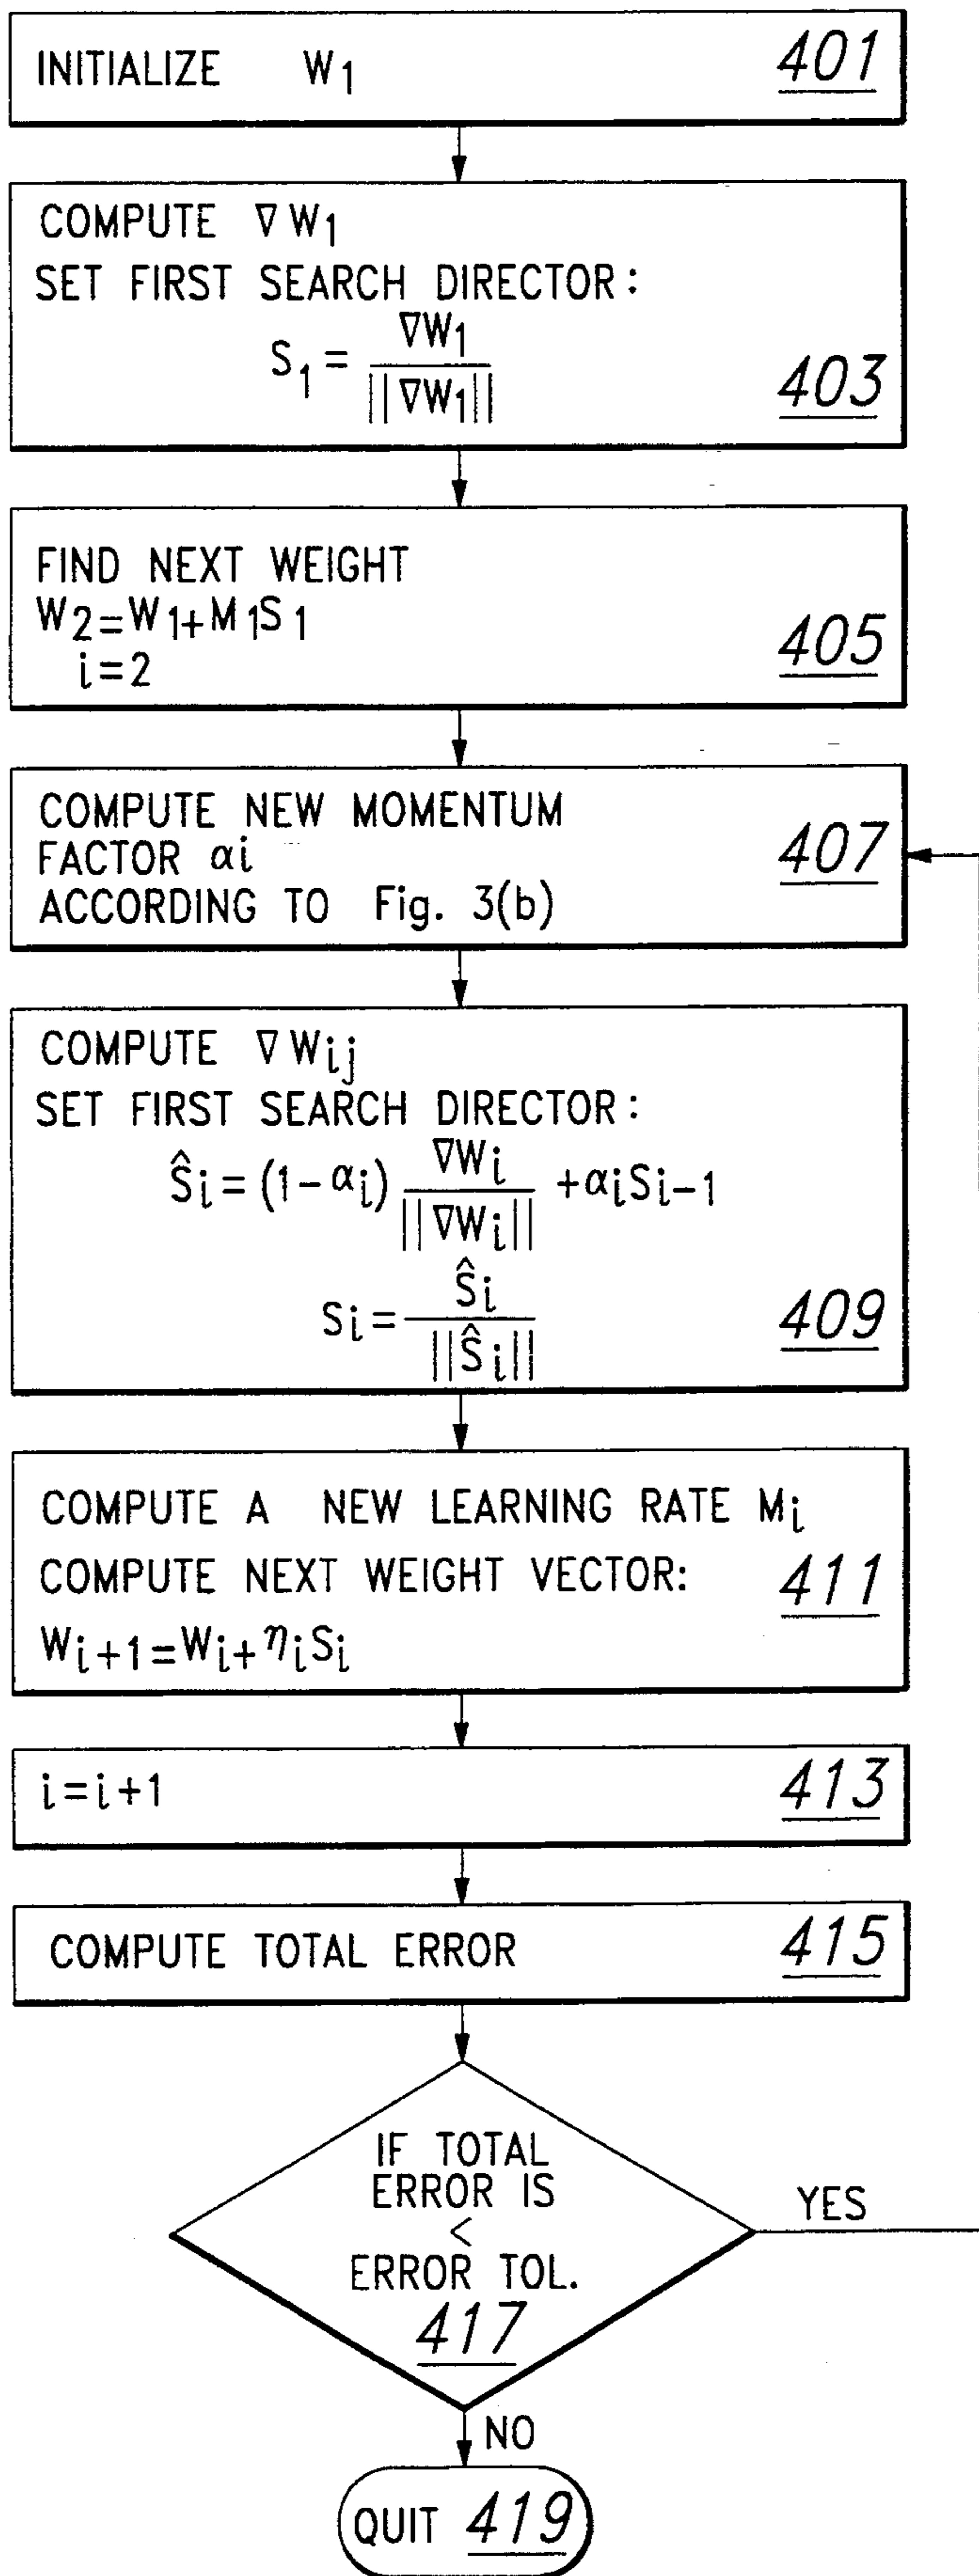 INITIALIZE W₁ 401
COMPUTE ∇W₁
SET FIRST SEARCH DIRECTOR:
S₁ = ∇W₁ / ||∇W₁||
403
FIND NEXT WEIGHT
W₂=W₁+M₁S₁
i=2
405
COMPUTE NEW MOMENTUM
FACTOR αi
ACCORDING TO Fig. 3(b)
407
COMPUTE ∇Wij
SET FIRST SEARCH DIRECTOR:
Ŝi = (1-αi) ∇Wi / ||∇Wi|| +αiSi-1
Si = Ŝi / ||Ŝi||
409
COMPUTE A NEW LEARNING RATE Mi
COMPUTE NEXT WEIGHT VECTOR:
Wi+1=Wi+ηiSi
411
i=i+1 413
COMPUTE TOTAL ERROR 415
IF TOTAL
ERROR IS
<
ERROR TOL.
417
YES
NO
QUIT 419